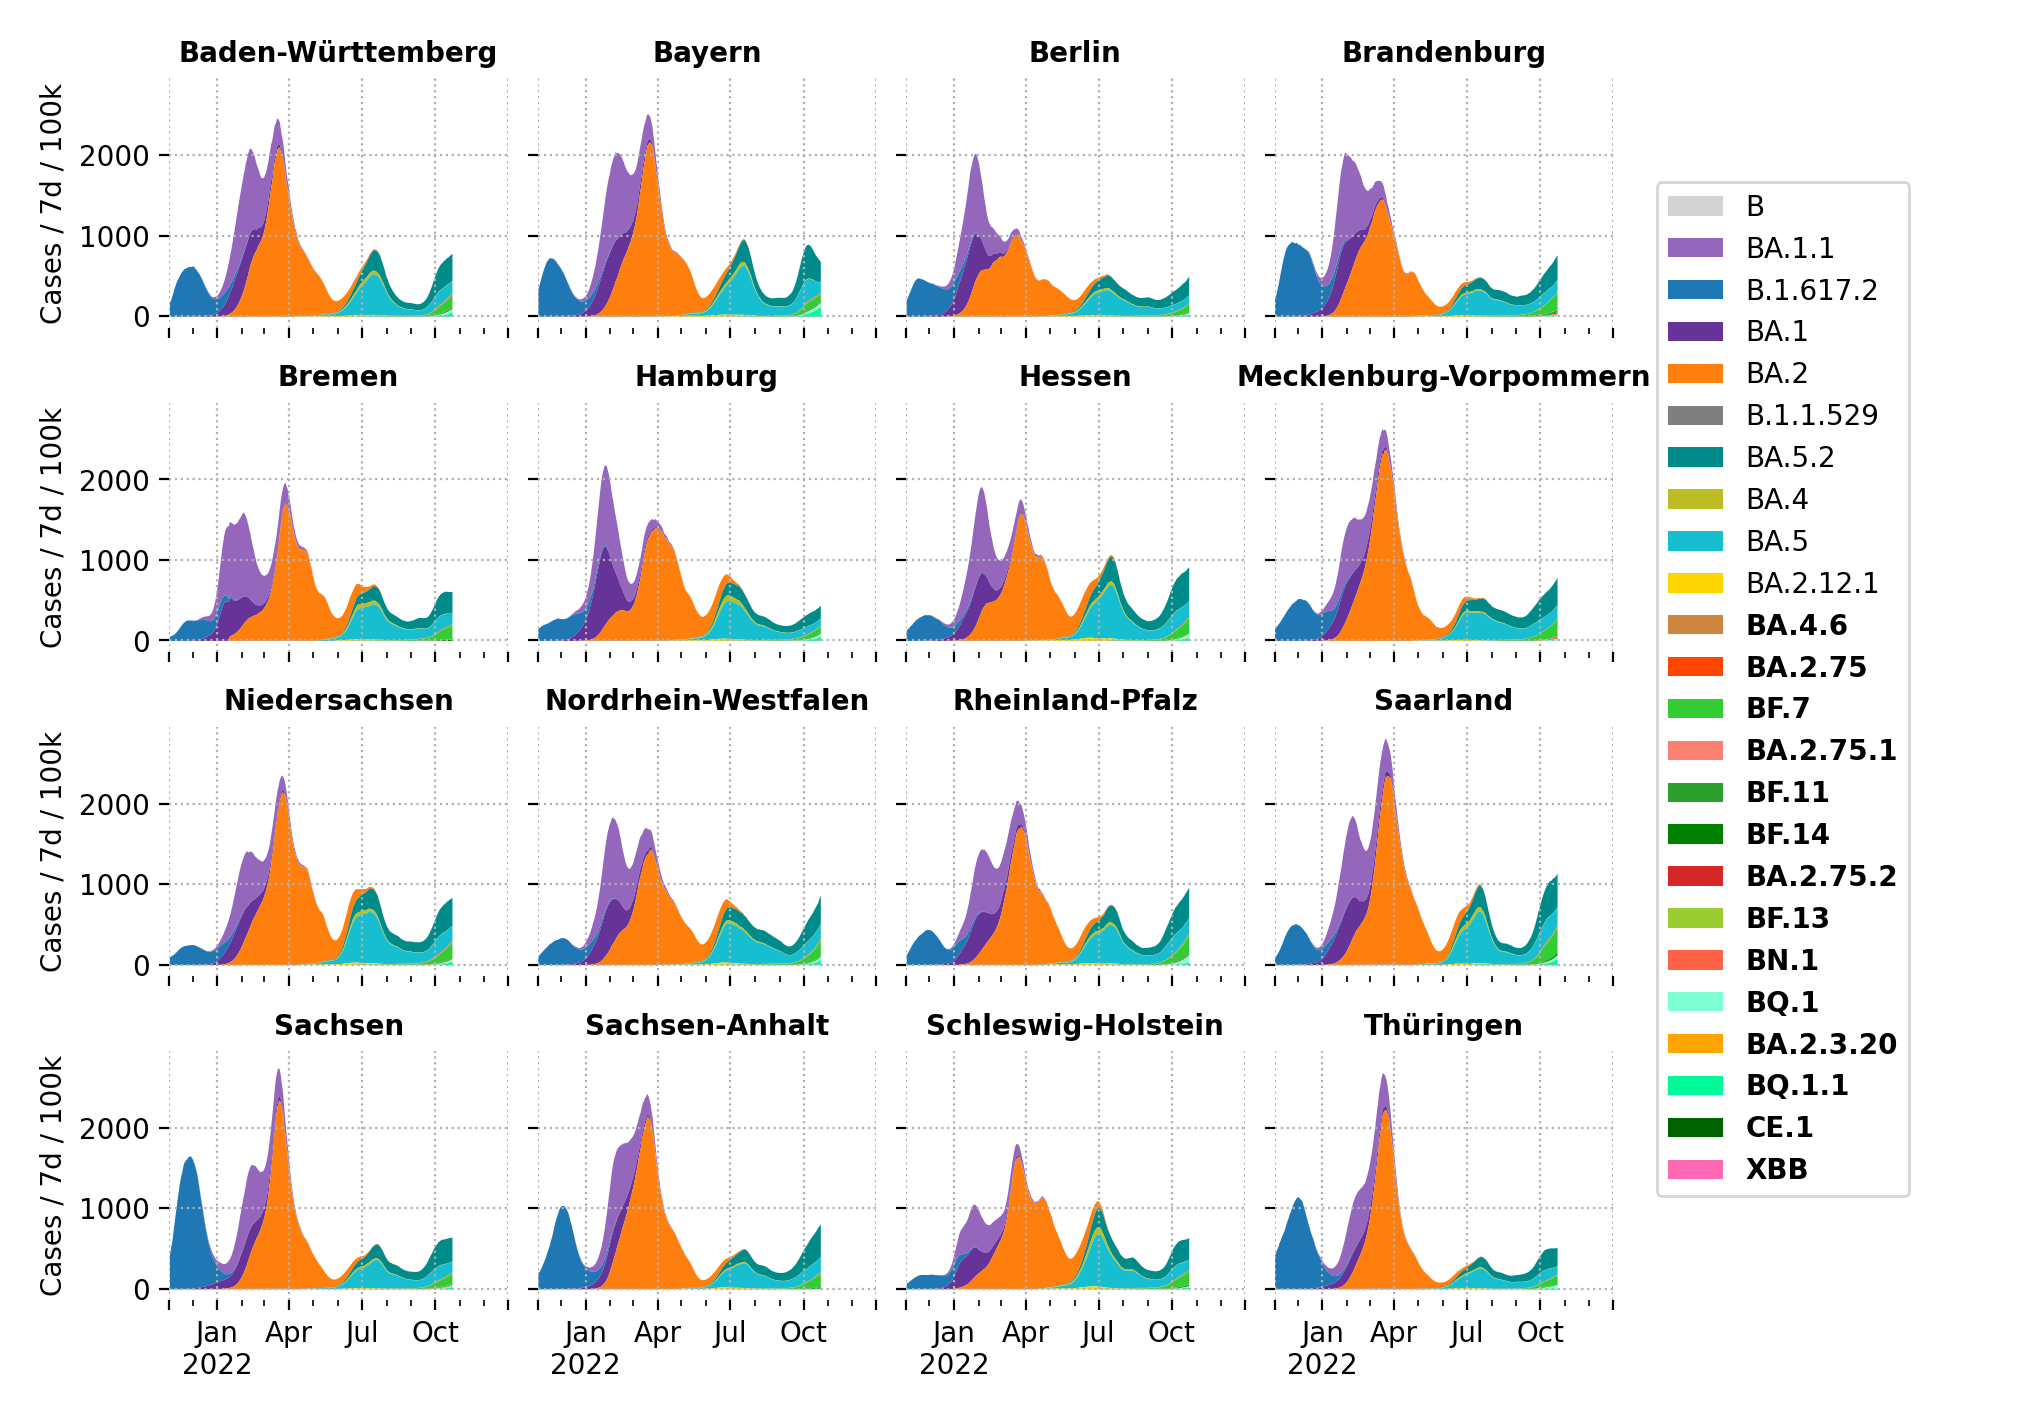 Baden-Württemberg
Bayern
Berlin
Brandenburg
Cases / 7d / 100k
2000
1000
0
Bremen
Hamburg
Hessen
Mecklenburg-Vorpommern
Cases / 7d / 100k
2000
1000
0
Niedersachsen
Nordrhein-Westfalen
Rheinland-Pfalz
Saarland
Cases / 7d / 100k
2000
1000
0
Sachsen
Sachsen-Anhalt
Schleswig-Holstein
Thüringen
Cases / 7d / 100k
2000
1000
0
Jan Apr Jul Oct
2022
Jan Apr Jul Oct
2022
Jan Apr Jul Oct
2022
Jan Apr Jul Oct
2022
B
BA.1.1
B.1.617.2
BA.1
BA.2
B.1.1.529
BA.5.2
BA.4
BA.5
BA.2.12.1
BA.4.6
BA.2.75
BF.7
BA.2.75.1
BF.11
BF.14
BA.2.75.2
BF.13
BN.1
BQ.1
BA.2.3.20
BQ.1.1
CE.1
XBB